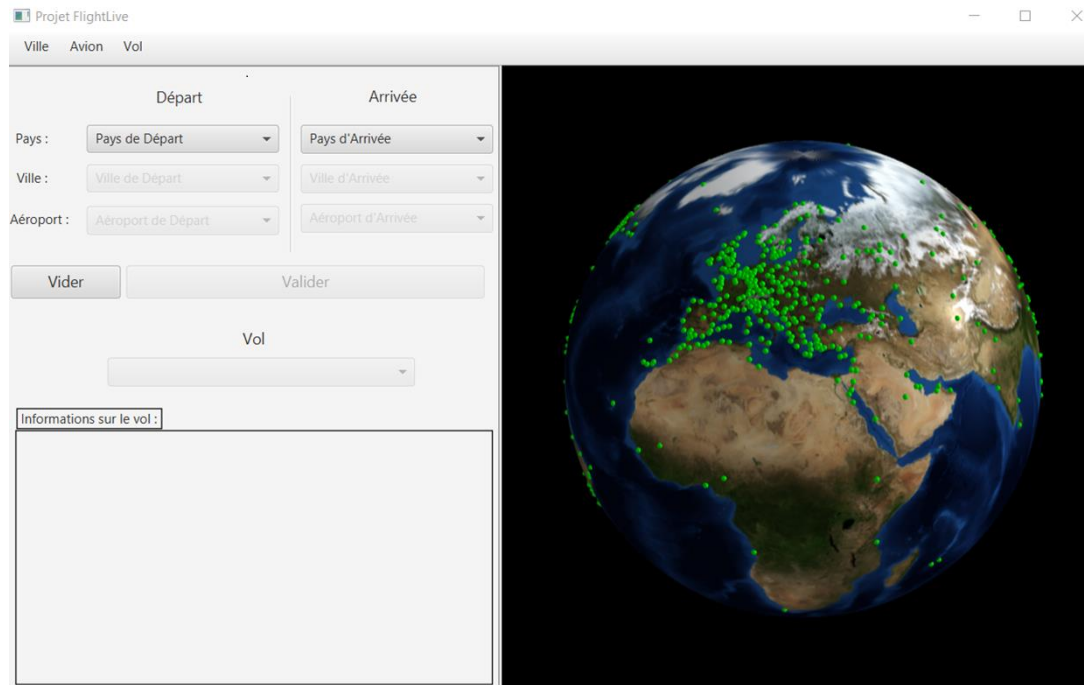 Projet FlightLive
Ville Avion Vol
Départ Arrivée
Pays : Pays de Départ Pays d'Arrivée
Ville : Ville de Départ Ville d'Arrivée
Aéroport : Aéroport de Départ Aéroport d'Arrivée
Vider Valider
Vol
Informations sur le vol :